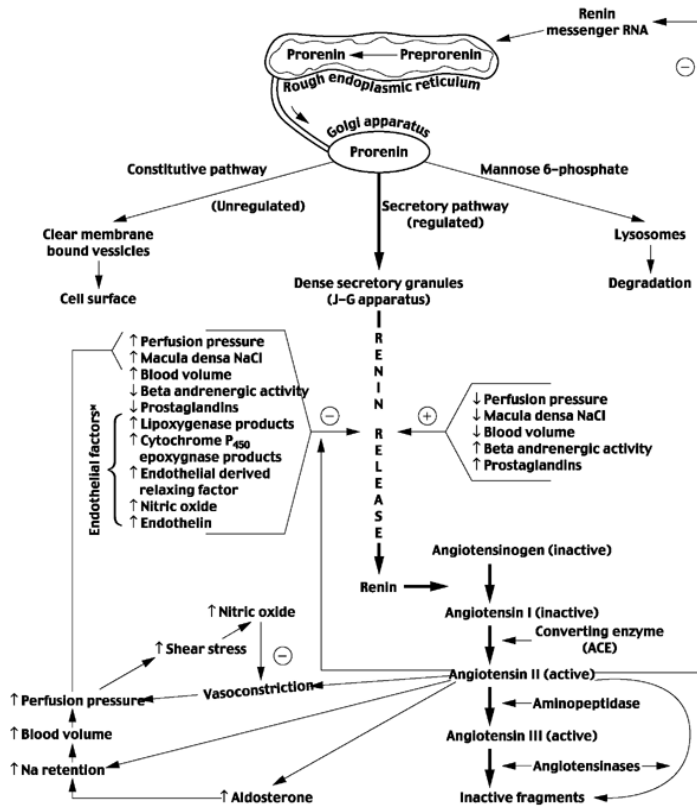 Renin
messenger RNA
Prorenin
Preprorenin
Rough endoplasmic reticulum
Golgi apparatus
Prorenin
Constitutive pathway
Mannose 6-phosphate
(Unregulated)
Secretory pathway
(regulated)
Clear membrane
bound vessicles
Lysosomes
Cell surface
Degradation
Dense secretory granules
(J-G apparatus)
RENIN RELEASE
Endothelial factors*
↑ Perfusion pressure
↑ Macula densa NaCl
↑ Blood volume
↓ Beta andrenergic activity
↓ Prostaglandins
↑ Lipoxygenase products
↑ Cytochrome P450
epoxygnase products
↑ Endothelial derived
relaxing factor
↑ Nitric oxide
↑ Endothelin
−
+
−
↓ Perfusion pressure
↓ Macula densa NaCl
↓ Blood volume
↑ Beta andrenergic activity
↑ Prostaglandins
Angiotensinogen (inactive)
Renin
Angiotensin I (inactive)
Converting enzyme
(ACE)
Angiotensin II (active)
Aminopeptidase
Angiotensin III (active)
Angiotensinases
Inactive fragments
↑ Nitric oxide
↑ Shear stress
−
Vasoconstriction
↑ Perfusion pressure
↑ Blood volume
↑ Na retention
↑ Aldosterone